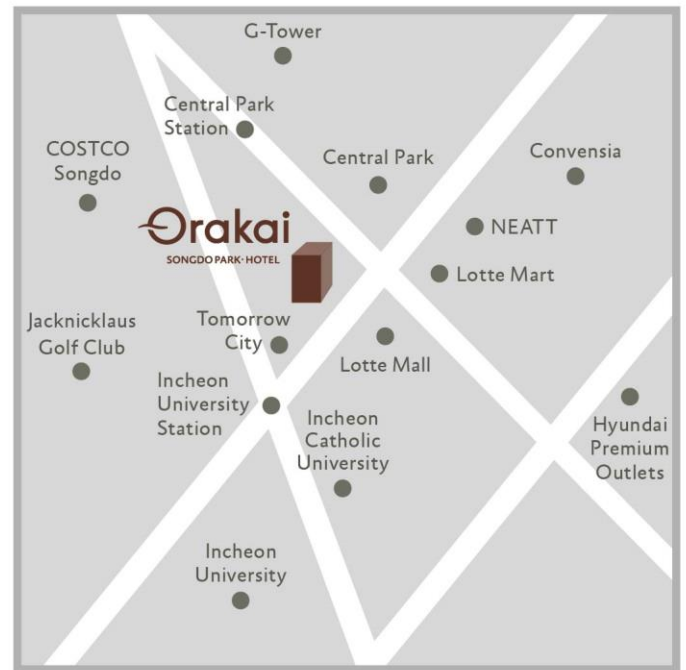 G-Tower
Central Park
Station
COSTCO
Songdo
Central Park
Convensia
Orakai
SONGDO PARK·HOTEL
NEATT
Lotte Mart
Jacknicklaus
Golf Club
Tomorrow
City
Lotte Mall
Incheon
University
Station
Incheon
Catholic
University
Hyundai
Premium
Outlets
Incheon
University